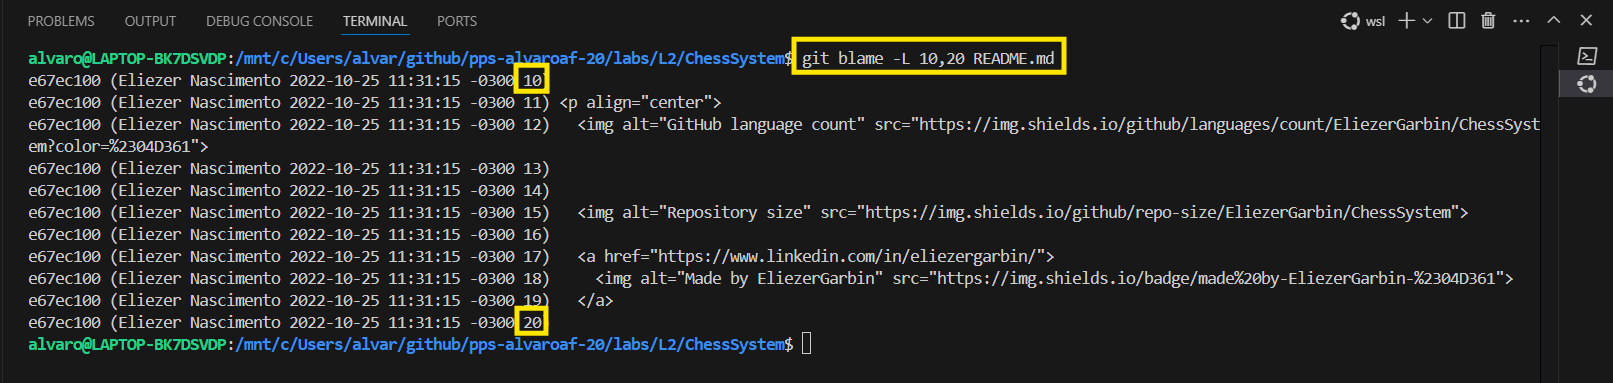 PROBLEMS OUTPUT DEBUG CONSOLE TERMINAL PORTS wsl
alvaro@LAPTOP-BK7DSVDP:/mnt/c/Users/alvar/github/pps-alvaroaf-20/labs/L2/ChessSystem$ git blame -L 10,20 README.md
e67ec100 (Eliezer Nascimento 2022-10-25 11:31:15 -0300 10)
e67ec100 (Eliezer Nascimento 2022-10-25 11:31:15 -0300 11) <p align="center">
e67ec100 (Eliezer Nascimento 2022-10-25 11:31:15 -0300 12)   <img alt="GitHub language count" src="https://img.shields.io/github/languages/count/EliezerGarbin/ChessSyst
em?color=%2304D361">
e67ec100 (Eliezer Nascimento 2022-10-25 11:31:15 -0300 13)
e67ec100 (Eliezer Nascimento 2022-10-25 11:31:15 -0300 14)
e67ec100 (Eliezer Nascimento 2022-10-25 11:31:15 -0300 15)   <img alt="Repository size" src="https://img.shields.io/github/repo-size/EliezerGarbin/ChessSystem">
e67ec100 (Eliezer Nascimento 2022-10-25 11:31:15 -0300 16)
e67ec100 (Eliezer Nascimento 2022-10-25 11:31:15 -0300 17)   <a href="https://www.linkedin.com/in/eliezergarbin/">
e67ec100 (Eliezer Nascimento 2022-10-25 11:31:15 -0300 18)     <img alt="Made by EliezerGarbin" src="https://img.shields.io/badge/made%20by-EliezerGarbin-%2304D361">
e67ec100 (Eliezer Nascimento 2022-10-25 11:31:15 -0300 19)   </a>
e67ec100 (Eliezer Nascimento 2022-10-25 11:31:15 -0300 20)
alvaro@LAPTOP-BK7DSVDP:/mnt/c/Users/alvar/github/pps-alvaroaf-20/labs/L2/ChessSystem$